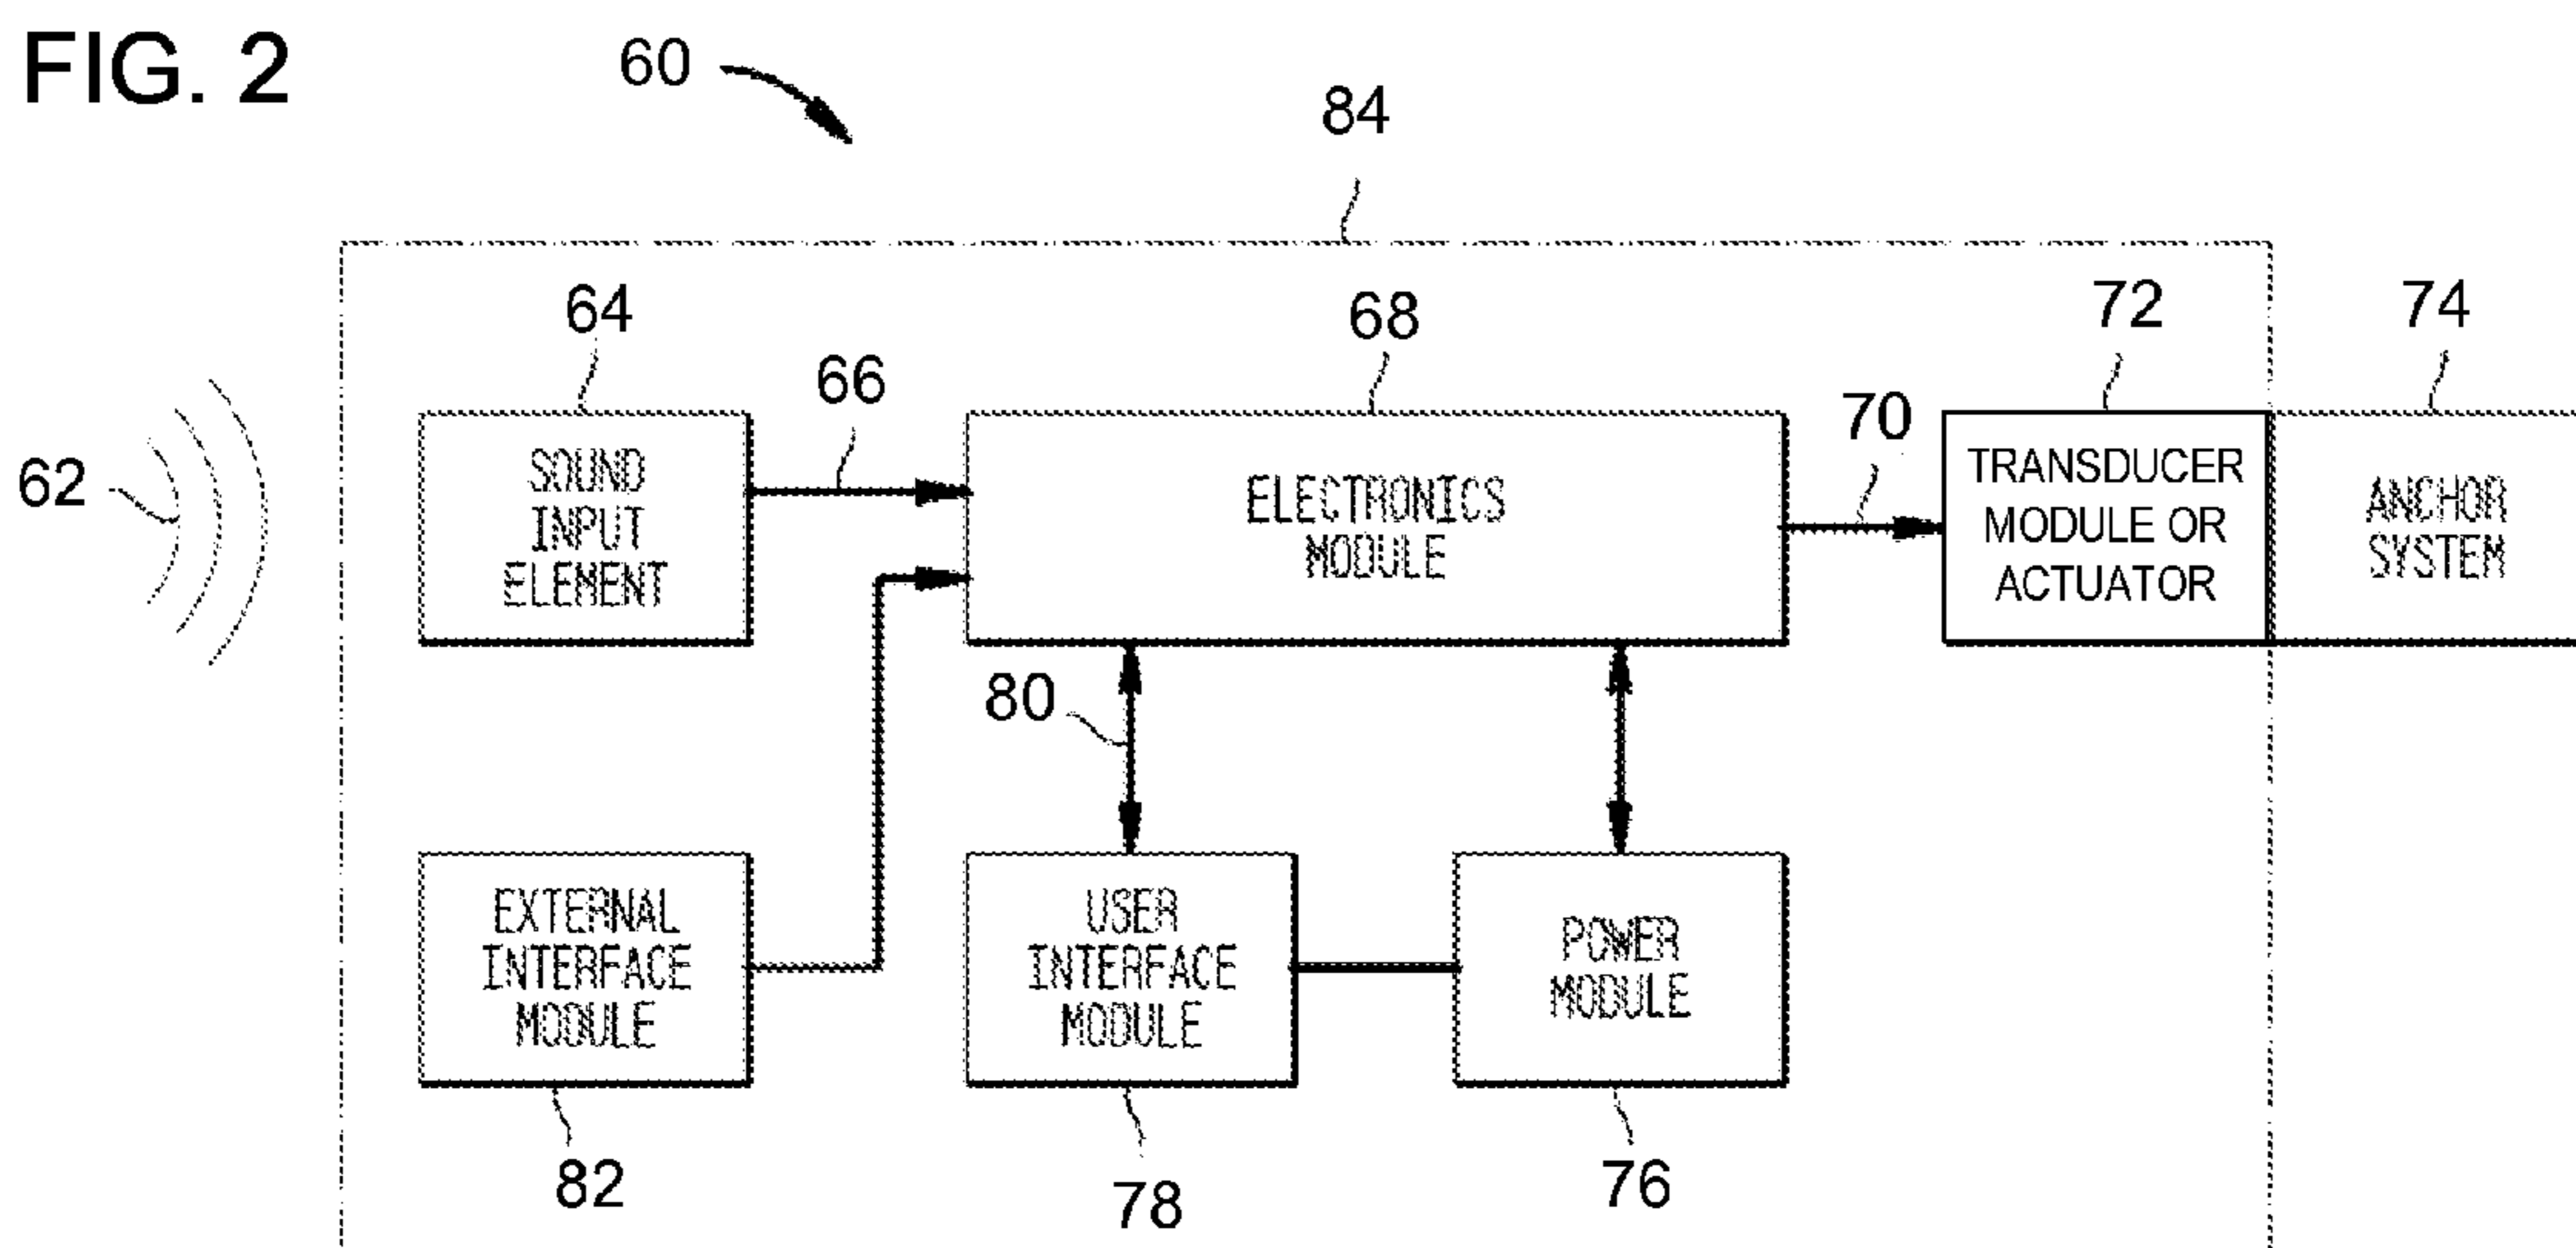 FIG. 2
60
84
64
66
68
70
72
74
62
SOUND
INPUT
ELEMENT
ELECTRONICS
MODULE
TRANSDUCER
MODULE OR
ACTUATOR
ANCHOR
SYSTEM
80
EXTERNAL
INTERFACE
MODULE
USER
INTERFACE
MODULE
POWER
MODULE
82
78
76